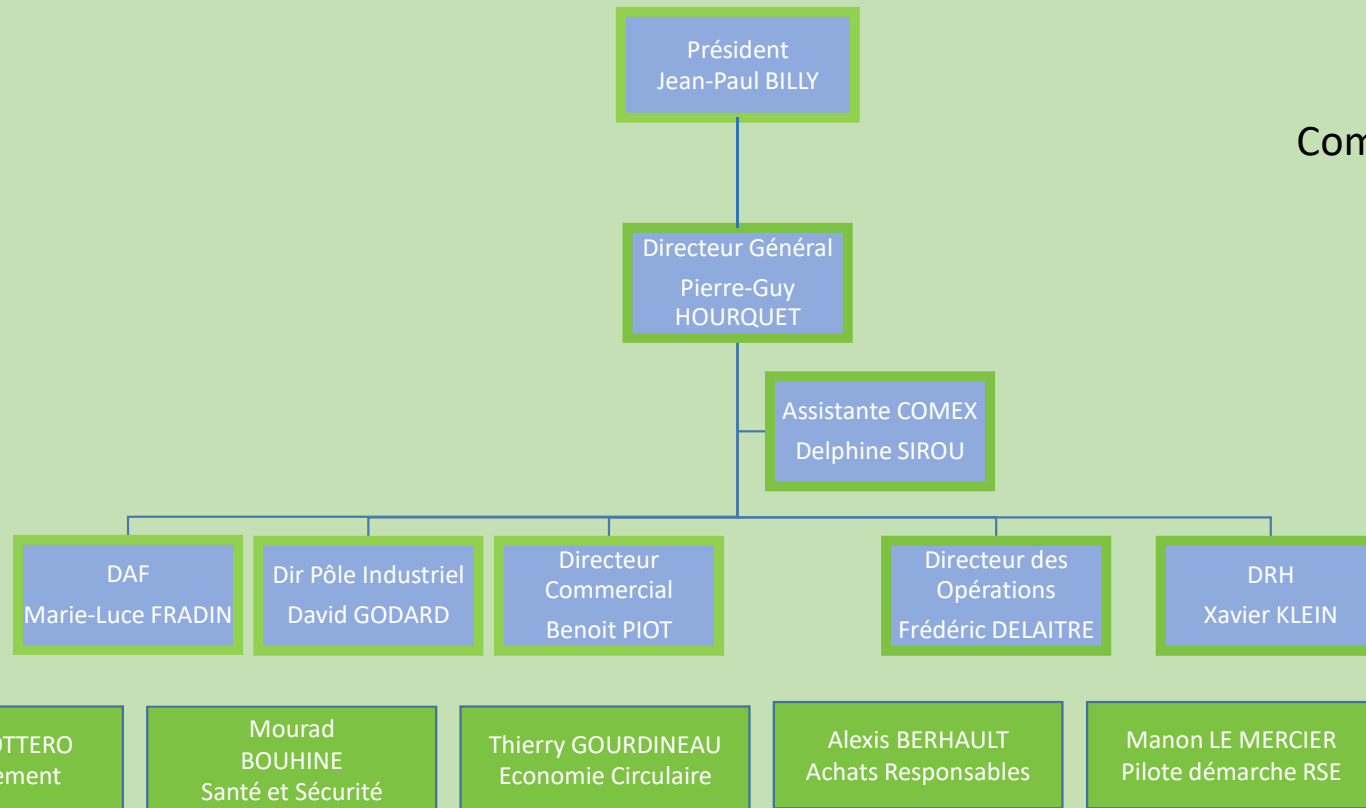 Président
Jean-Paul BILLY
Directeur Général
Pierre-Guy
HOURQUET
Assistante COMEX
Delphine SIROU
DAF
Marie-Luce FRADIN
Dir Pôle Industriel
David GODARD
Directeur
Commercial
Benoit PIOT
Directeur des
Opérations
Frédéric DELAITRE
DRH
Xavier KLEIN
Mourad
BOUHINE
Santé et Sécurité
Thierry GOURDINEAU
Economie Circulaire
Alexis BERHAULT
Achats Responsables
Manon LE MERCIER
Pilote démarche RSE